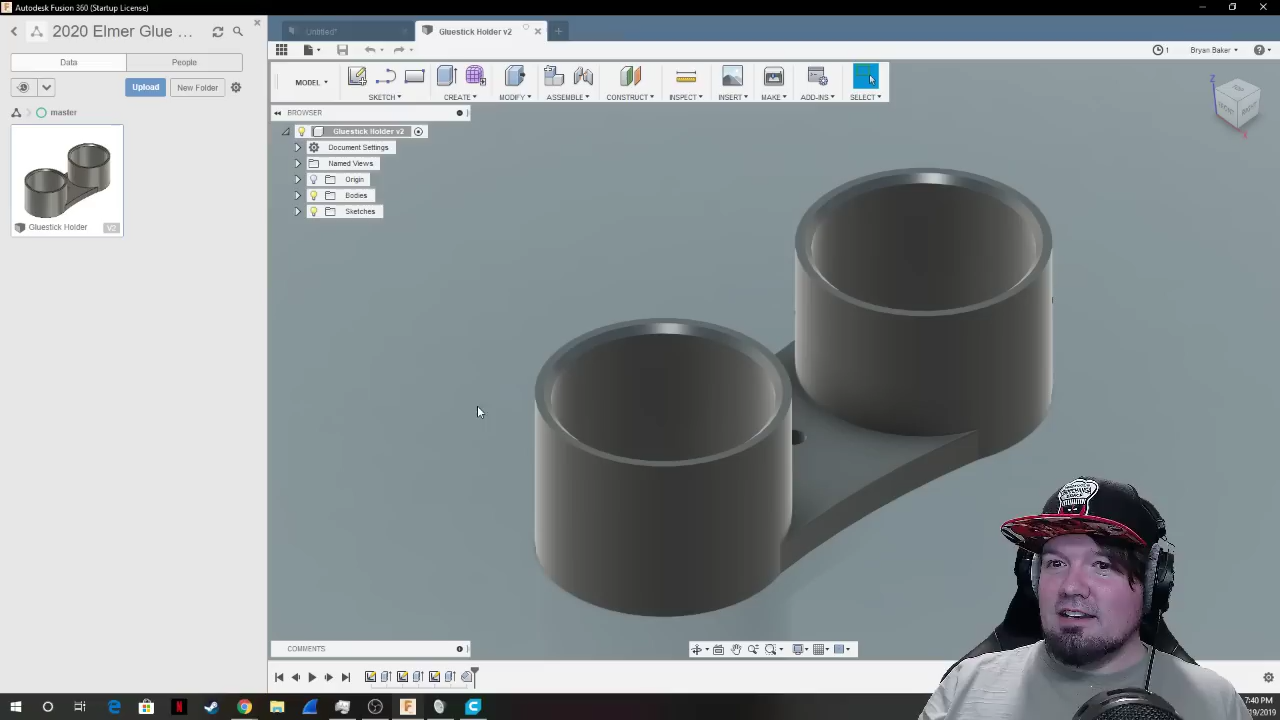 Autodesk Fusion 360 (Startup License)
2020 Elmer Glue ...
Untitled*
Gluestick Holder v2
1
Bryan Baker
Data
People
MODEL
SKETCH
CREATE
MODIFY
ASSEMBLE
CONSTRUCT
INSPECT
INSERT
MAKE
ADD-INS
SELECT
Upload
New Folder
master
BROWSER
Gluestick Holder v2
Document Settings
Named Views
Origin
Bodies
Sketches
Gluestick Holder
V2
TOP
Z
X
COMMENTS
7:40 PM